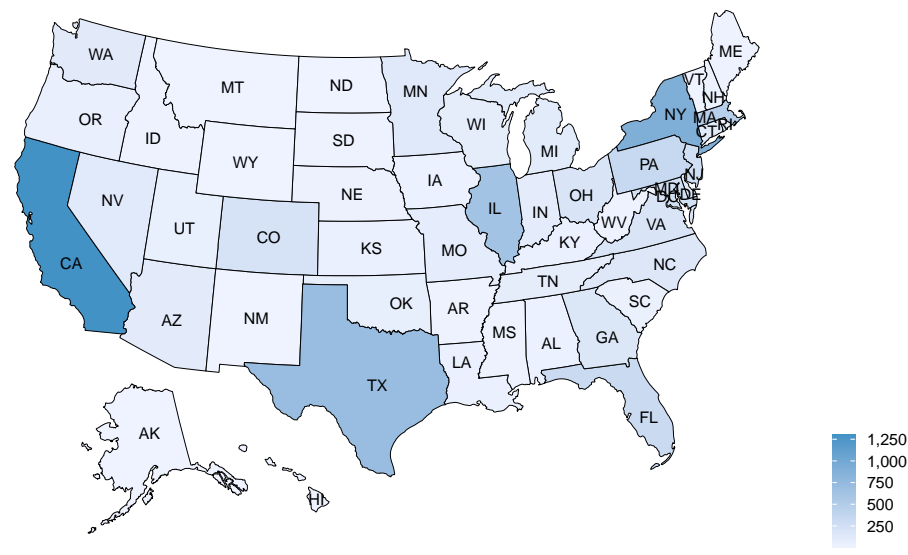 ME
WA
VT
MT
ND
MN
NH
OR
NY
MA
RI
WI
CT
ID
SD
MI
WY
PA
NJ
IA
MD
NE
DE
DC
NV
IL
IN
OH
WV
VA
UT
CO
KY
KS
MO
CA
NC
TN
OK
SC
AZ
NM
AR
MS
GA
AL
LA
TX
FL
AK
HI
1,250
1,000
750
500
250